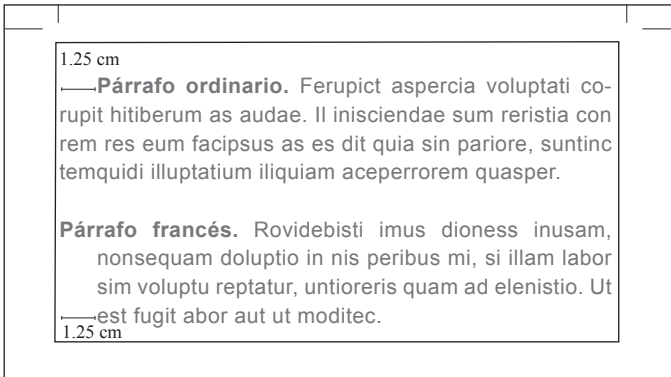 1.25 cm
Párrafo ordinario. Ferupict aspercia voluptati co-
rupit hitiberum as audae. Il inisciendae sum reristia con
rem res eum facipsus as es dit quia sin pariore, suntinc
temquidi illuptatium iliquiam aceperrorem quasper.
Párrafo francés. Rovidebisti imus dioness inusam,
nonsequam doluptio in nis peribus mi, si illam labor
sim voluptu reptatur, untioreris quam ad elenistio. Ut
est fugit abor aut ut moditec.
1.25 cm